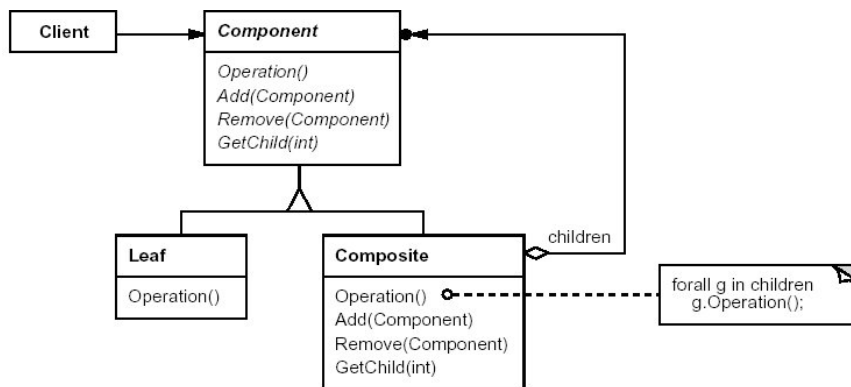 Client
Component
Operation()
Add(Component)
Remove(Component)
GetChild(int)
Leaf
Operation()
Composite
Operation()
Add(Component)
Remove(Component)
GetChild(int)
children
forall g in children
g.Operation();